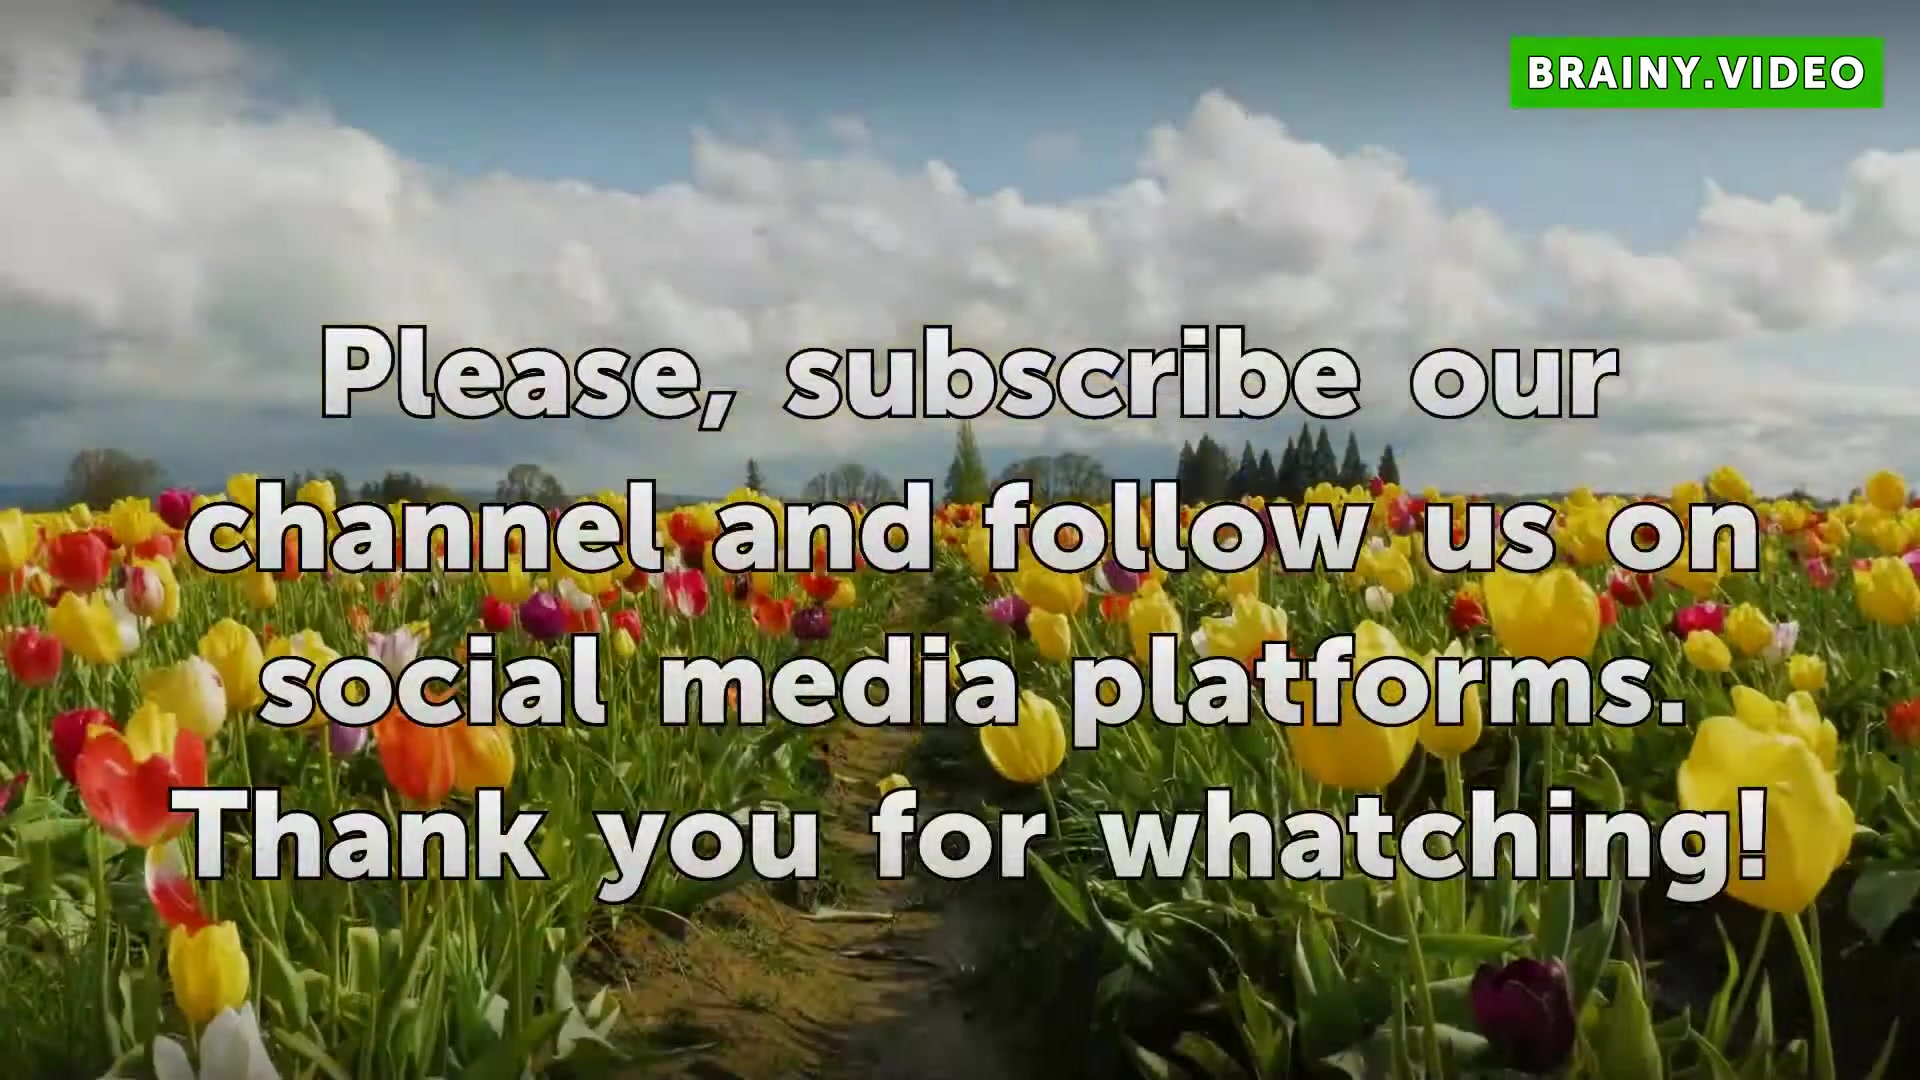 BRAINY.VIDEO
Please, subscribe our
channel and follow us on
social media platforms.
Thank you for whatching!